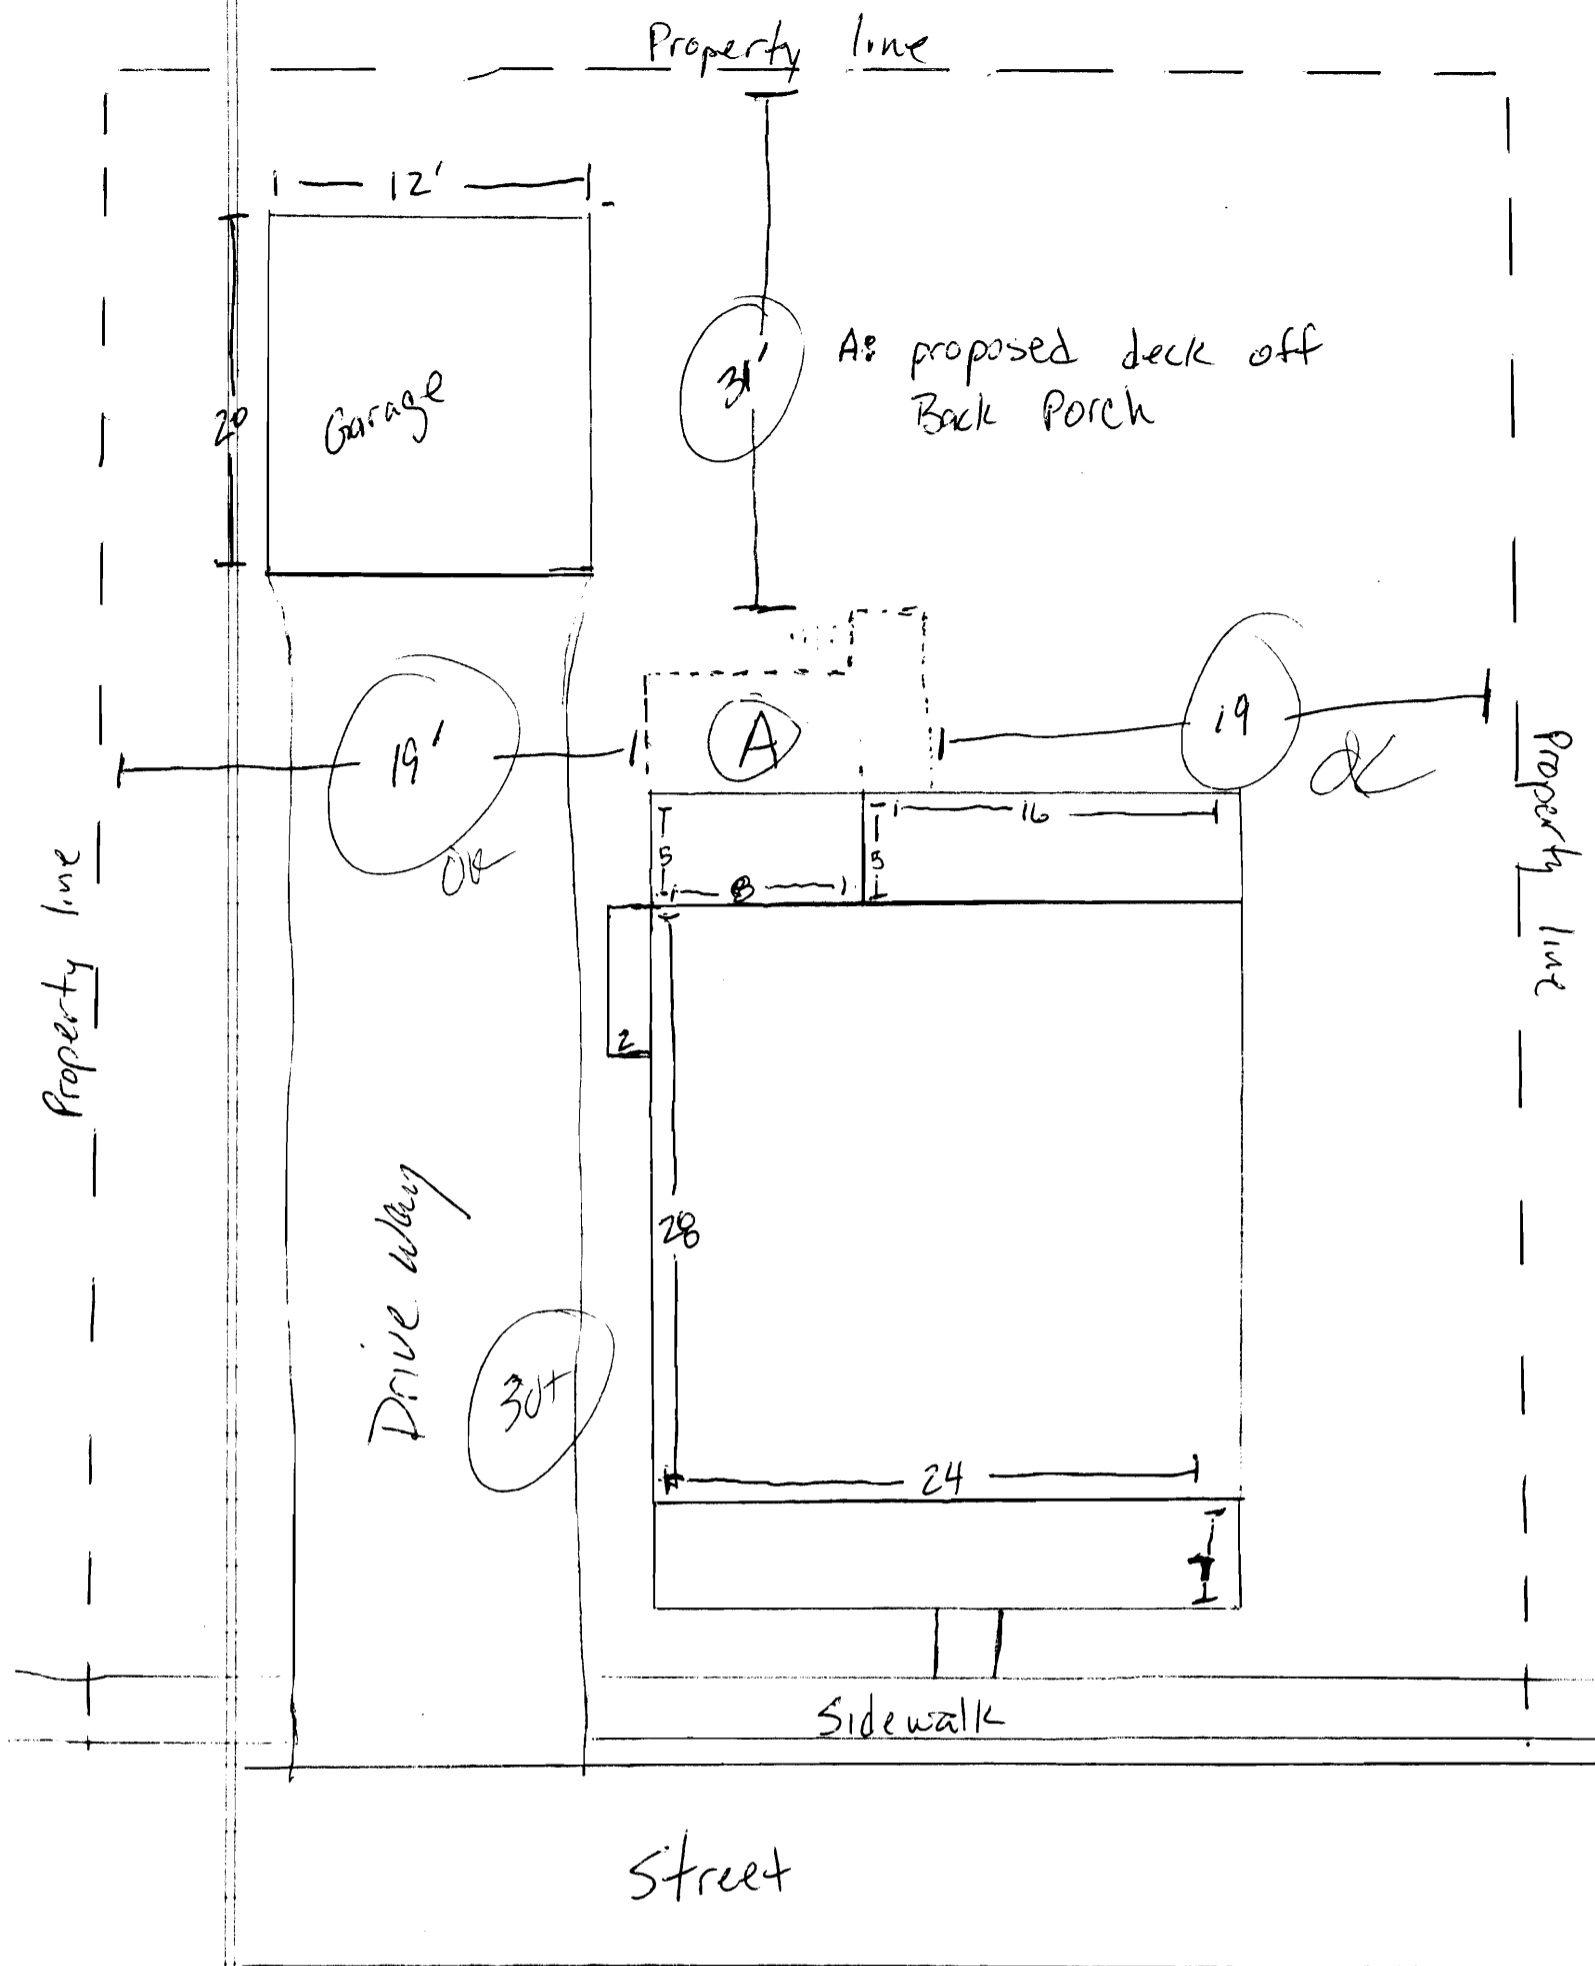 Property line
12'
20
Garage
31'
A: proposed deck off
Back Porch
19'
OK
A
19
OK
Property line
Property line
5
8
5
16
2
28
Drive Way
30+
24
Sidewalk
Street